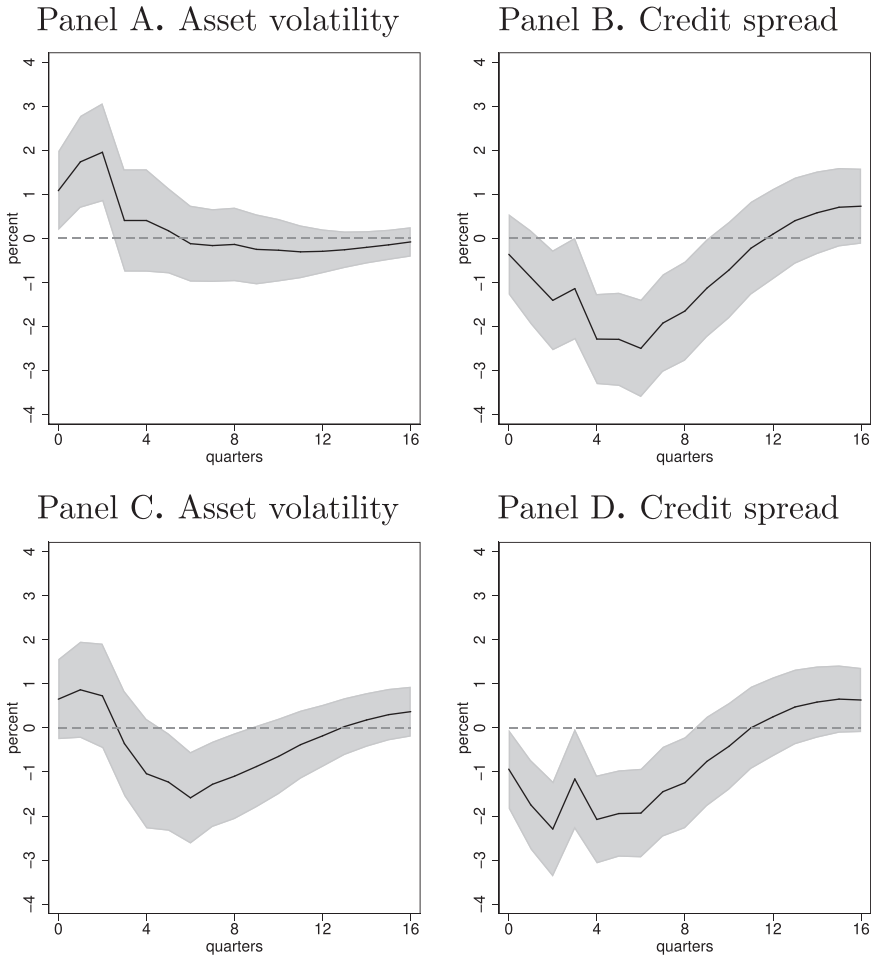 Panel A. Asset volatility
Panel B. Credit spread
percent
4
3
2
1
0
−1
−2
−3
−4
0 4 8 12 16
quarters
percent
4
3
2
1
0
−1
−2
−3
−4
0 4 8 12 16
quarters
Panel C. Asset volatility
Panel D. Credit spread
percent
4
3
2
1
0
−1
−2
−3
−4
0 4 8 12 16
quarters
percent
4
3
2
1
0
−1
−2
−3
−4
0 4 8 12 16
quarters